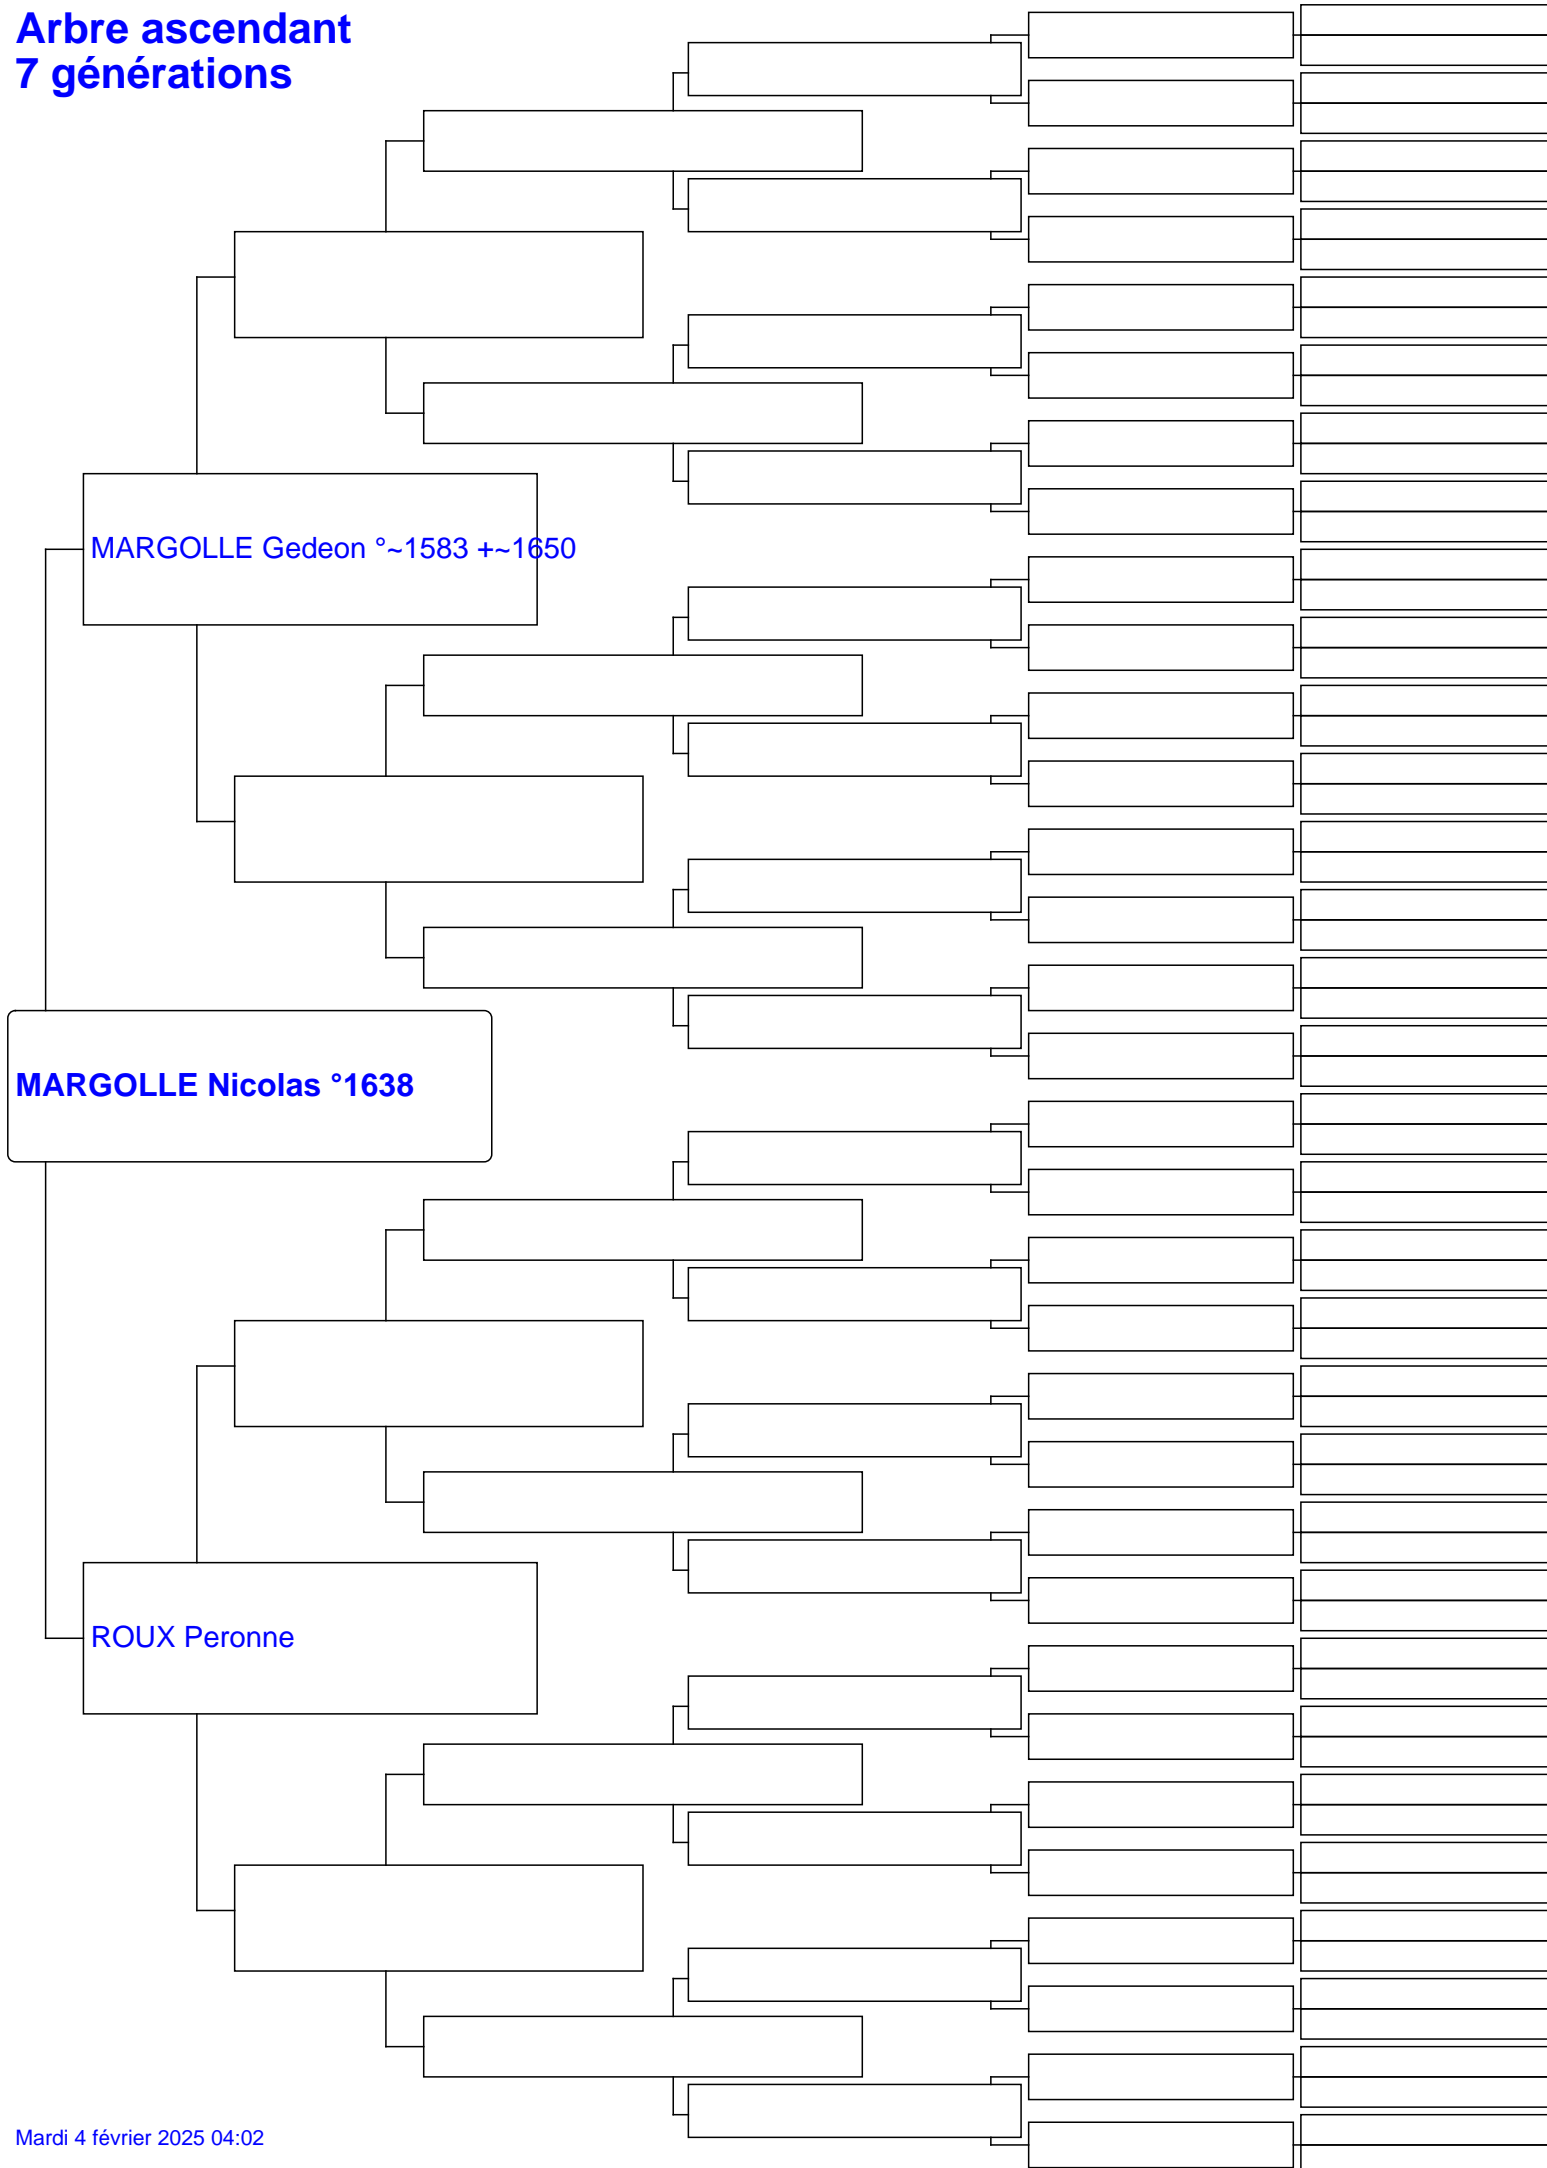 Arbre ascendant
7 générations
MARGOLLE Gedeon °~1583 +~1650
MARGOLLE Nicolas °1638
ROUX Peronne
Mardi 4 février 2025 04:02